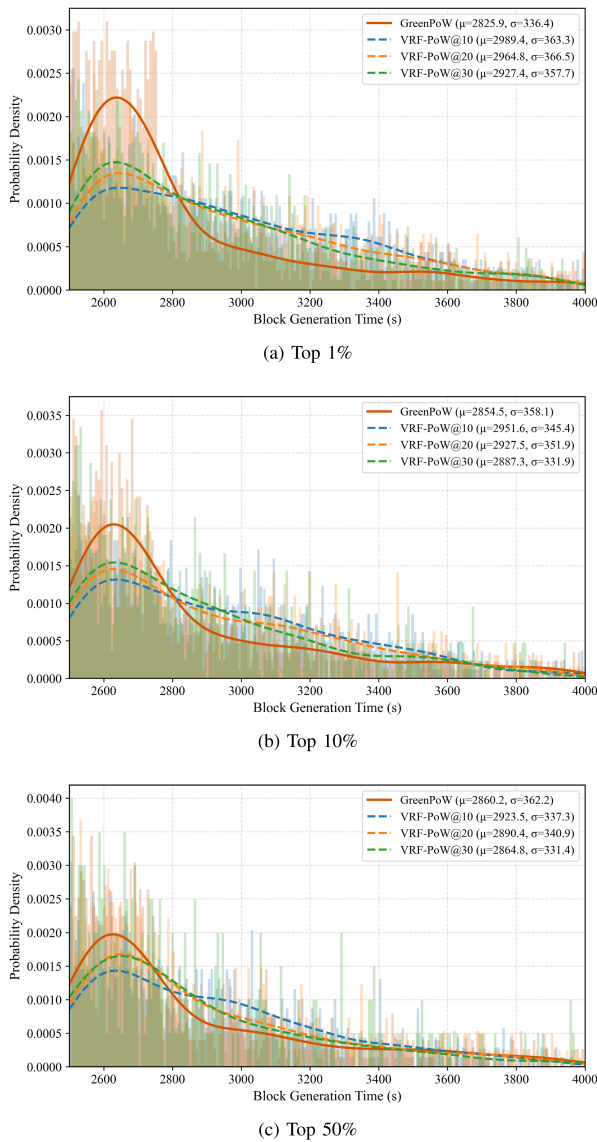 0.0030
0.0025
0.0020
0.0015
0.0010
0.0005
0.0000
Probability Density
GreenPoW (μ=2825.9, σ=336.4)
VRF-PoW@10 (μ=2989.4, σ=363.3)
VRF-PoW@20 (μ=2964.8, σ=366.5)
VRF-PoW@30 (μ=2927.4, σ=357.7)
2600 2800 3000 3200 3400 3600 3800 4000
Block Generation Time (s)
(a) Top 1%
0.0035
0.0030
0.0025
0.0020
0.0015
0.0010
0.0005
0.0000
Probability Density
GreenPoW (μ=2854.5, σ=358.1)
VRF-PoW@10 (μ=2951.6, σ=345.4)
VRF-PoW@20 (μ=2927.5, σ=351.9)
VRF-PoW@30 (μ=2887.3, σ=331.9)
2600 2800 3000 3200 3400 3600 3800 4000
Block Generation Time (s)
(b) Top 10%
0.0040
0.0035
0.0030
0.0025
0.0020
0.0015
0.0010
0.0005
0.0000
Probability Density
GreenPoW (μ=2860.2, σ=362.2)
VRF-PoW@10 (μ=2923.5, σ=337.3)
VRF-PoW@20 (μ=2890.4, σ=340.9)
VRF-PoW@30 (μ=2864.8, σ=331.4)
2600 2800 3000 3200 3400 3600 3800 4000
Block Generation Time (s)
(c) Top 50%